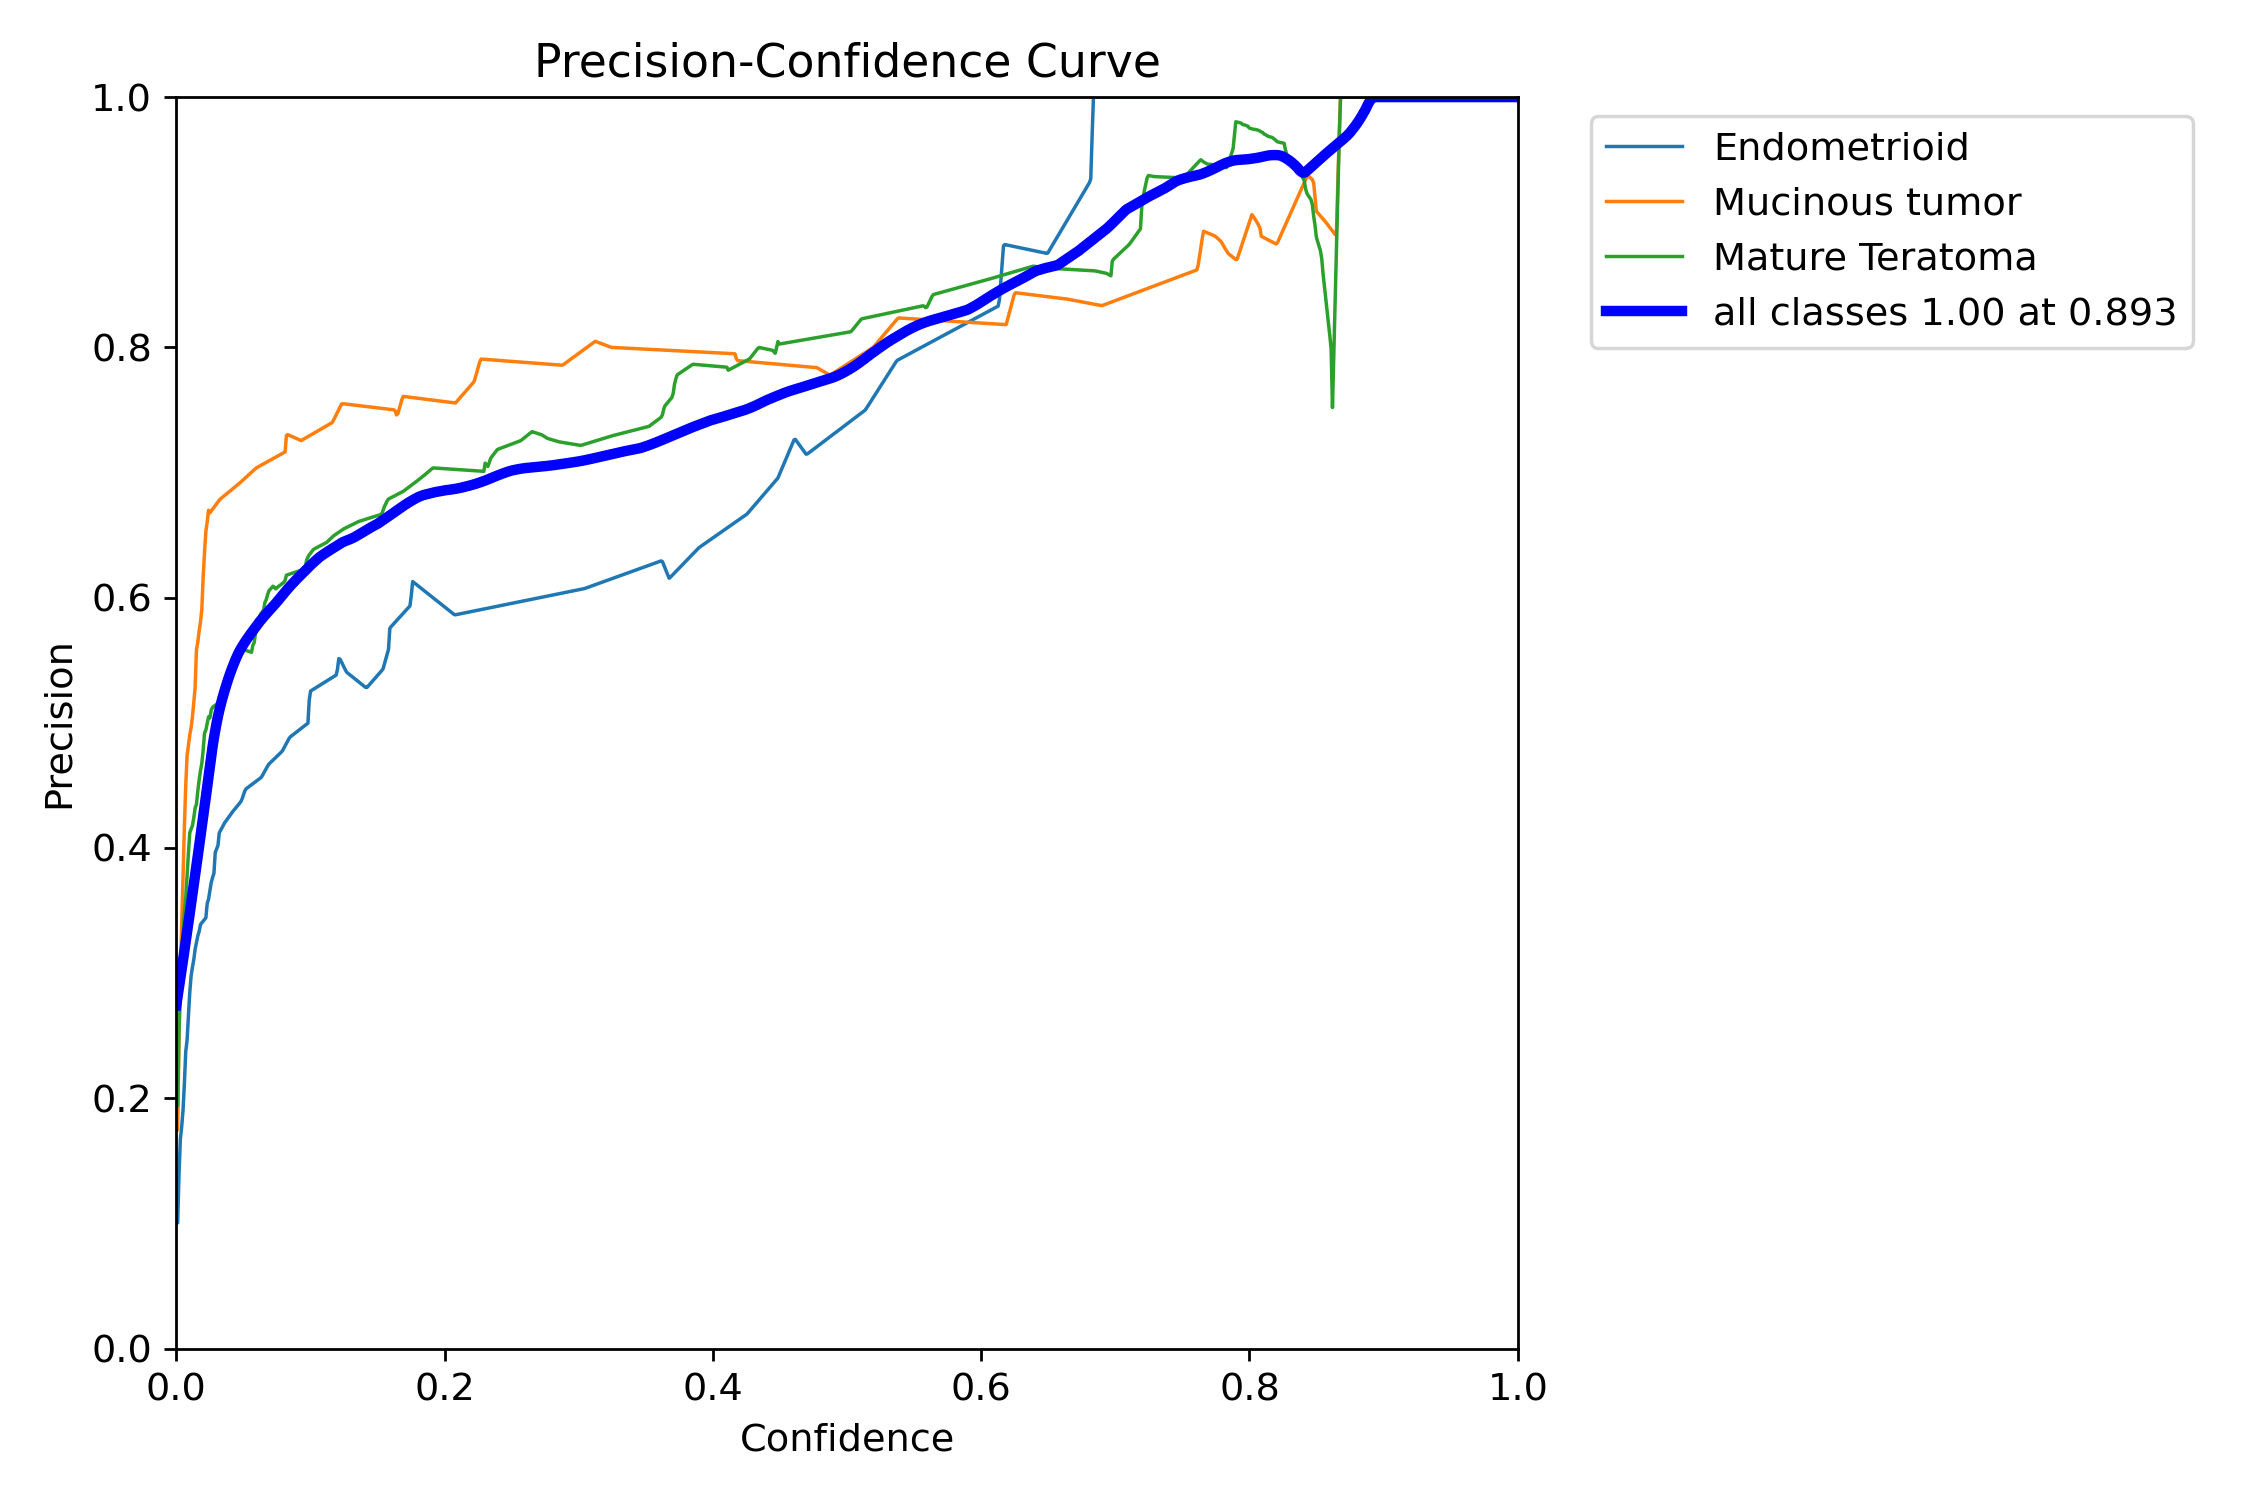 Precision-Confidence Curve
1.0
0.8
0.6
0.4
0.2
0.0
Precision
0.0 0.2 0.4 0.6 0.8 1.0
Confidence
Endometrioid
Mucinous tumor
Mature Teratoma
all classes 1.00 at 0.893